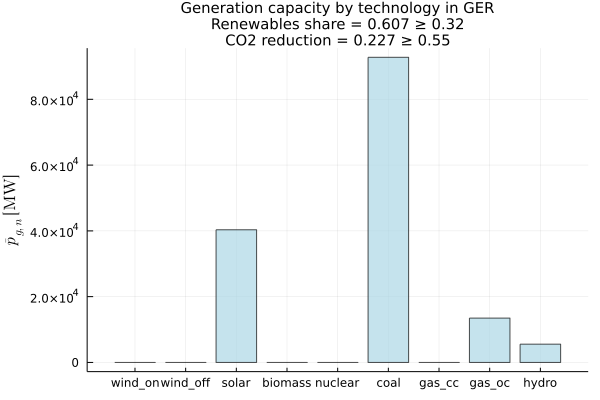 Generation capacity by technology in GER
Renewables share = 0.607 ≥ 0.32
CO2 reduction = 0.227 ≥ 0.55
p̄_{g,n} [MW]
8.0×10⁴
6.0×10⁴
4.0×10⁴
2.0×10⁴
0
wind_on wind_off solar biomass nuclear coal gas_cc gas_oc hydro